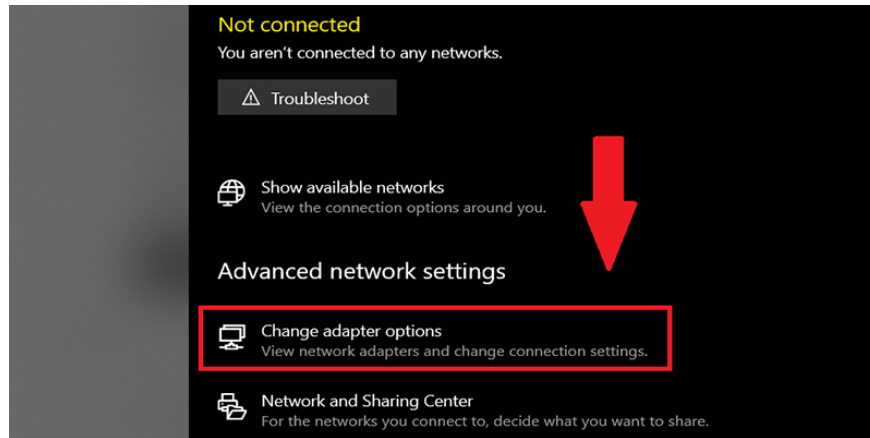 Not connected
You aren't connected to any networks.
Troubleshoot
Show available networks
View the connection options around you.
Advanced network settings
Change adapter options
View network adapters and change connection settings.
Network and Sharing Center
For the networks you connect to, decide what you want to share.